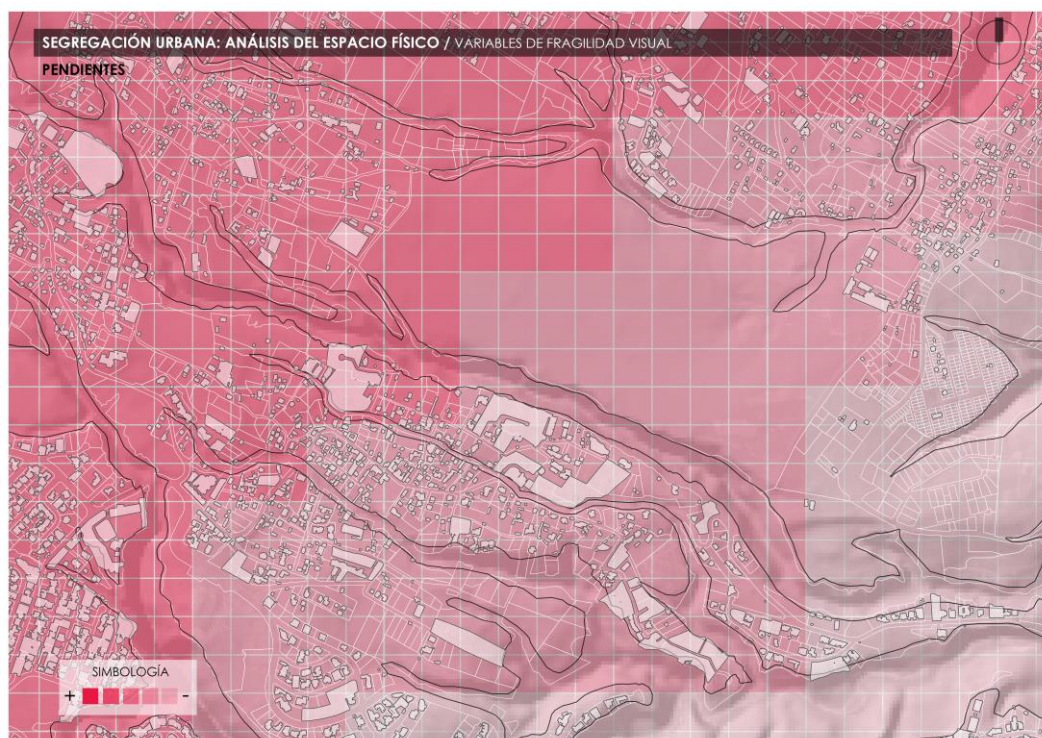 SEGREGACIÓN URBANA: ANÁLISIS DEL ESPACIO FÍSICO / VARIABLES DE FRAGILIDAD VISUAL
PENDIENTES
SIMBOLOGÍA
+ -